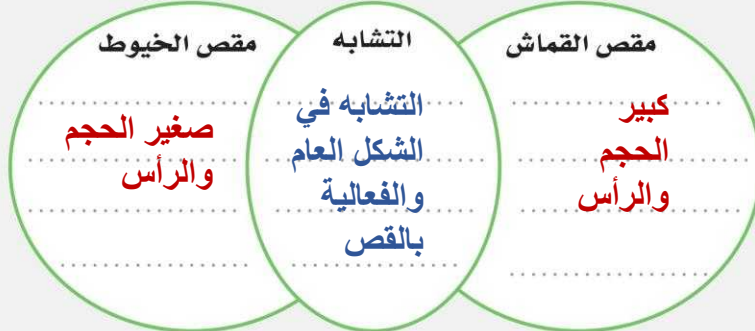 مقص القماش
كبير
الحجم
والرأس
التشابه
التشابه في
الشكل العام
والفعالية
بالقص
مقص الخيوط
صغير الحجم
والرأس